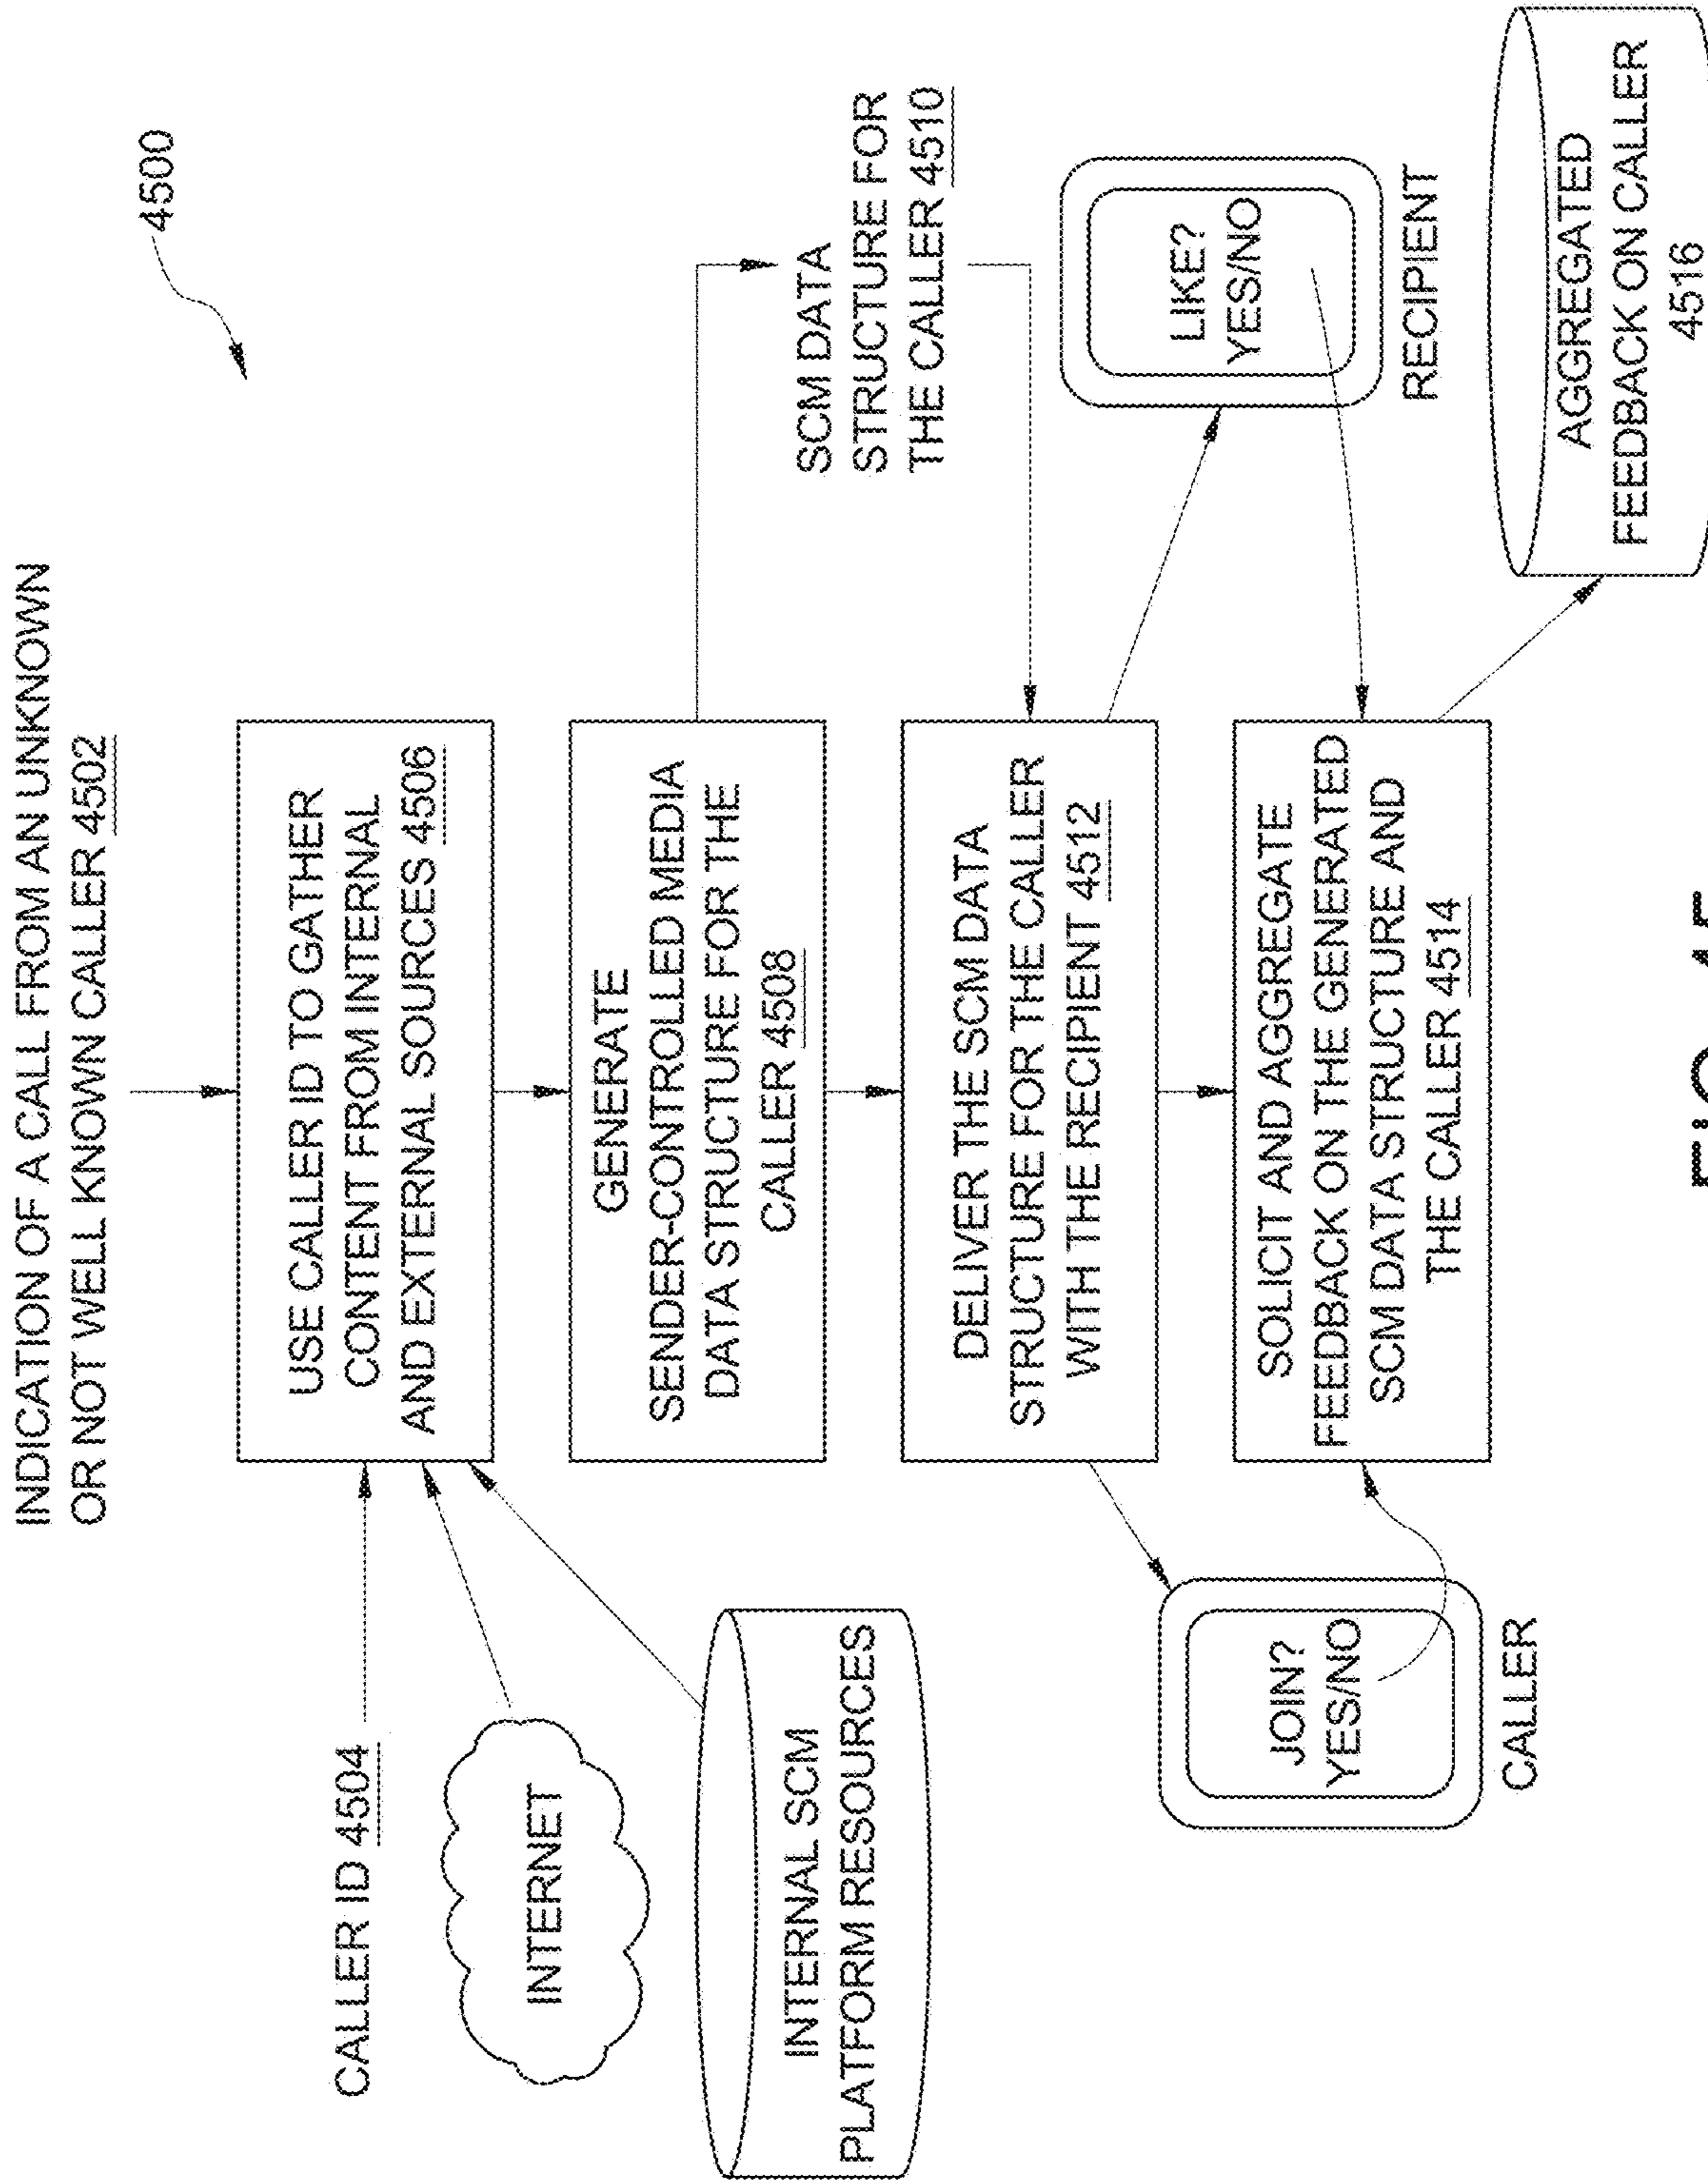 INDICATION OF A CALL FROM AN UNKNOWN
OR NOT WELL KNOWN CALLER 4502
4500
CALLER ID 4504
INTERNET
INTERNAL SCM
PLATFORM RESOURCES
USE CALLER ID TO GATHER
CONTENT FROM INTERNAL
AND EXTERNAL SOURCES 4506
GENERATE
SENDER-CONTROLLED MEDIA
DATA STRUCTURE FOR THE
CALLER 4508
SCM DATA
STRUCTURE FOR
THE CALLER 4510
DELIVER THE SCM DATA
STRUCTURE FOR THE CALLER
WITH THE RECIPIENT 4512
JOIN?
YES/NO
CALLER
LIKE?
YES/NO
RECIPIENT
SOLICIT AND AGGREGATE
FEEDBACK ON THE GENERATED
SCM DATA STRUCTURE AND
THE CALLER 4514
AGGREGATED
FEEDBACK ON CALLER
4516